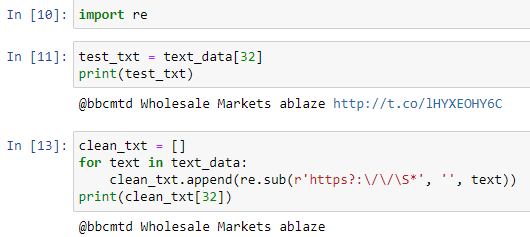 In [10]: import re
In [11]: test_txt = text_data[32]
print(test_txt)
@bbcmtd Wholesale Markets ablaze http://t.co/lHYXEOHY6C
In [13]: clean_txt = []
for text in text_data:
    clean_txt.append(re.sub(r'https?:\/\/\S*', '', text))
print(clean_txt[32])
@bbcmtd Wholesale Markets ablaze